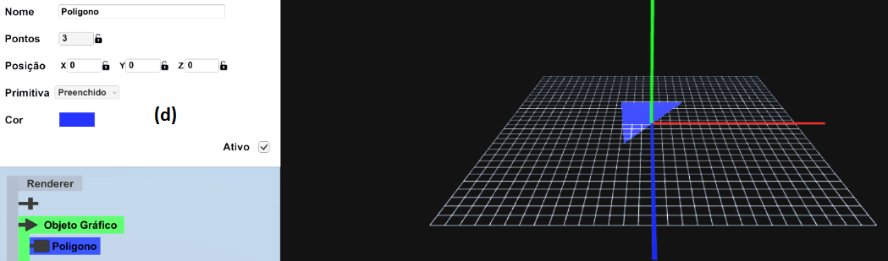 Nome Poligono
Pontos 3
Posição X 0 Y 0 Z 0
Primitiva Preenchido
Cor (d)
Ativo
Renderer
Objeto Gráfico
Poligono